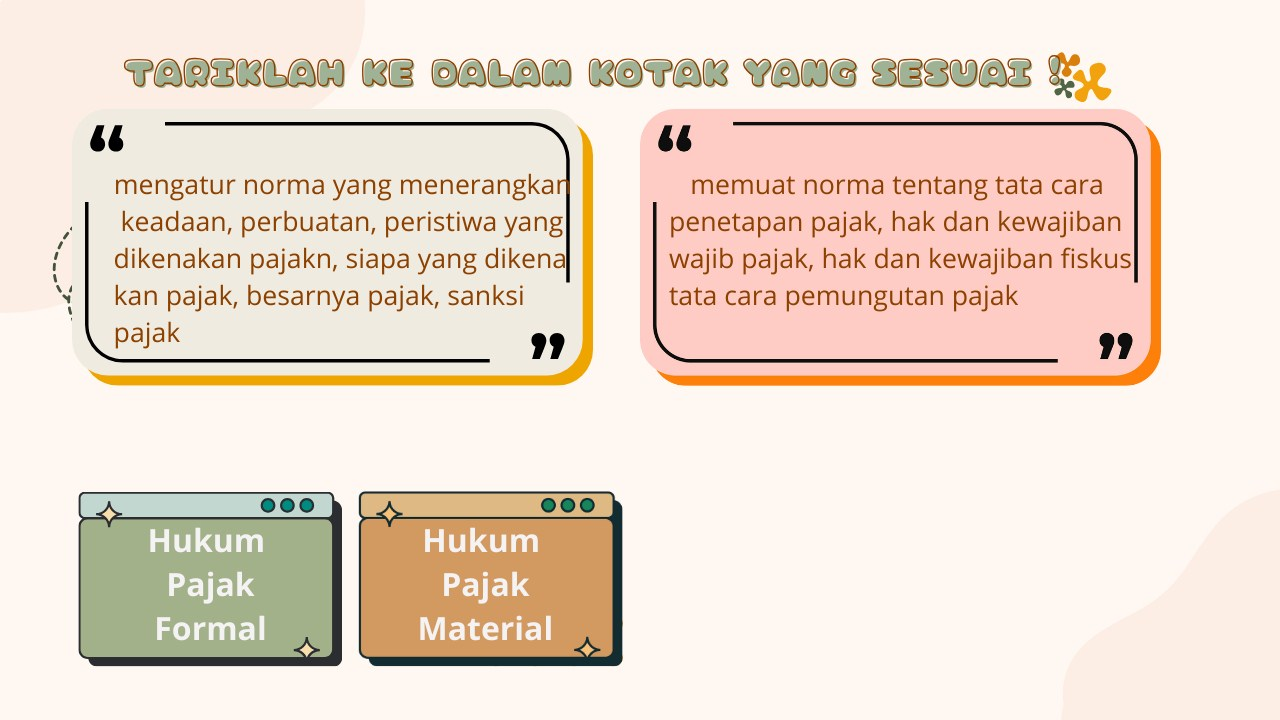 TARIKLAH KE DALAM KOTAK YANG SESUAI !
“
mengatur norma yang menerangkan
keadaan, perbuatan, peristiwa yang
dikenakan pajakn, siapa yang dikena
kan pajak, besarnya pajak, sanksi
pajak
”
“
memuat norma tentang tata cara
penetapan pajak, hak dan kewajiban
wajib pajak, hak dan kewajiban fiskus
tata cara pemungutan pajak
”
Hukum
Pajak
Formal
Hukum
Pajak
Material